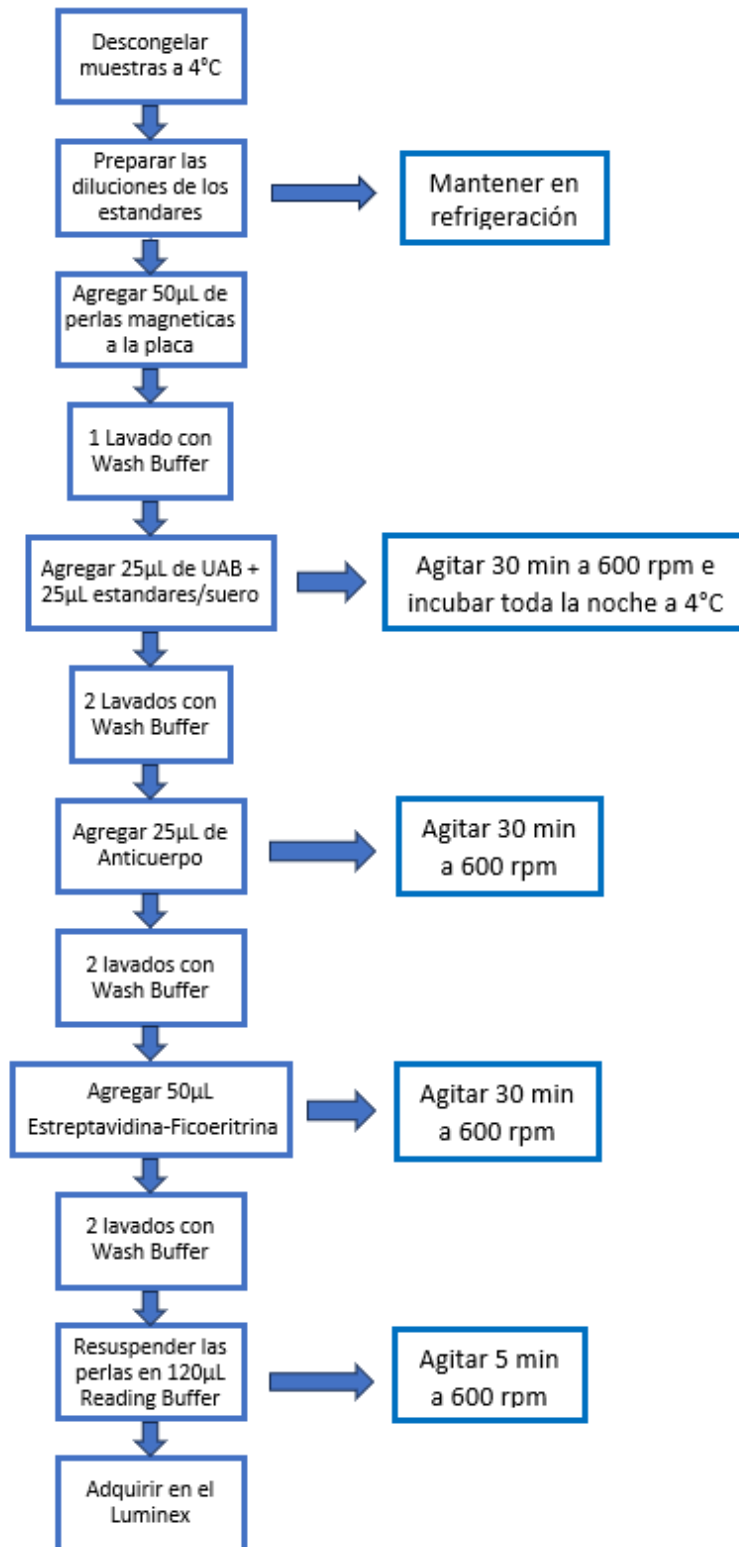 Descongelar
muestras a 4°C
Preparar las
diluciones de los
estandares
Mantener en
refrigeración
Agregar 50µL de
perlas magneticas
a la placa
1 Lavado con
Wash Buffer
Agregar 25µL de UAB +
25µL estandares/suero
Agitar 30 min a 600 rpm e
incubar toda la noche a 4°C
2 Lavados con
Wash Buffer
Agregar 25µL de
Anticuerpo
Agitar 30 min
a 600 rpm
2 lavados con
Wash Buffer
Agregar 50µL
Estreptavidina-Ficoeritrina
Agitar 30 min
a 600 rpm
2 lavados con
Wash Buffer
Resuspender las
perlas en 120µL
Reading Buffer
Agitar 5 min
a 600 rpm
Adquirir en el
Luminex